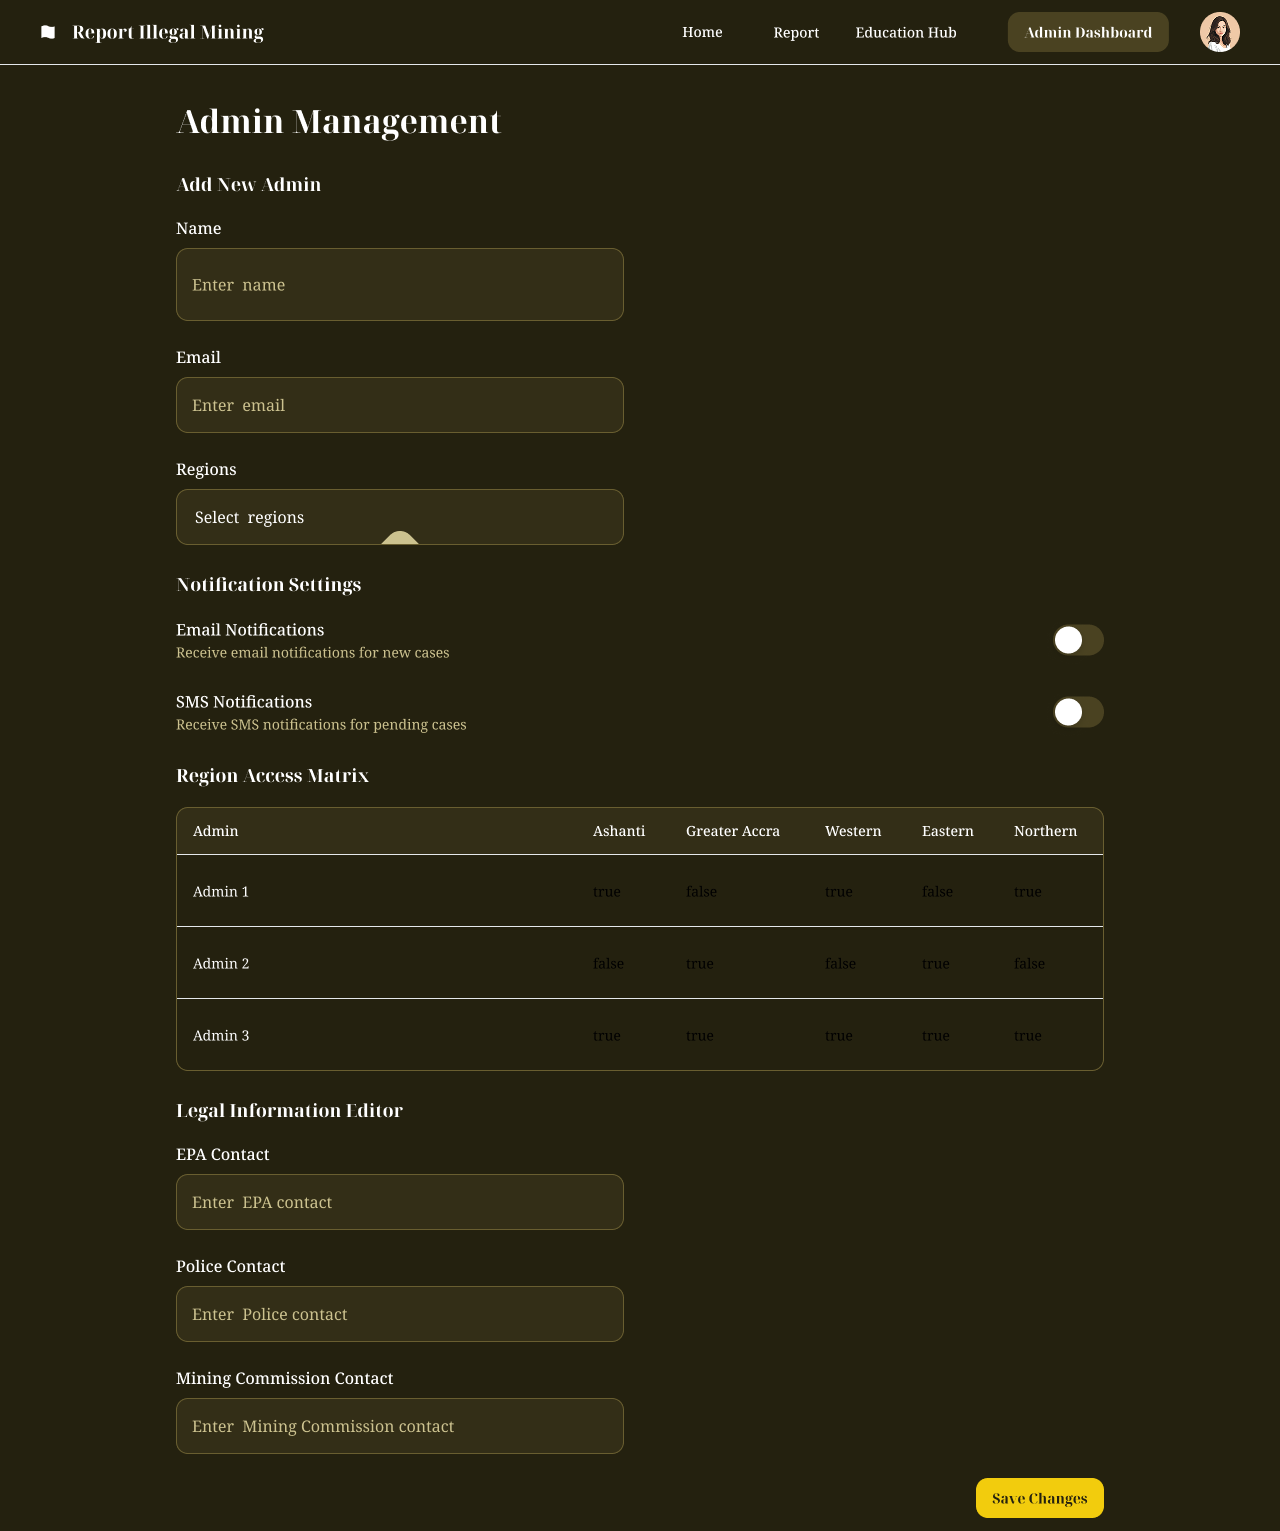 Report Illegal Mining
Home
Report
Education Hub
Admin Dashboard
Admin Management
Add New Admin
Name
Enter name
Email
Enter email
Regions
Select regions
Notification Settings
Email Notifications
Receive email notifications for new cases
SMS Notifications
Receive SMS notifications for pending cases
Region Access Matrix
Admin Ashanti Greater Accra Western Eastern Northern
Admin 1 true false true false true
Admin 2 false true false true false
Admin 3 true true true true true
Legal Information Editor
EPA Contact
Enter EPA contact
Police Contact
Enter Police contact
Mining Commission Contact
Enter Mining Commission contact
Save Changes